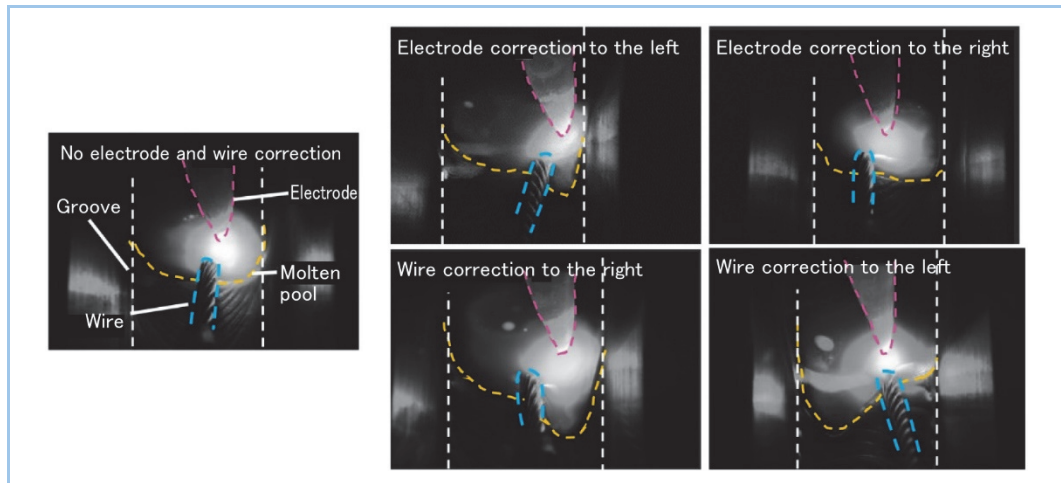 No electrode and wire correction
Electrode
Groove
Molten
pool
Wire
Electrode correction to the left
Electrode correction to the right
Wire correction to the right
Wire correction to the left